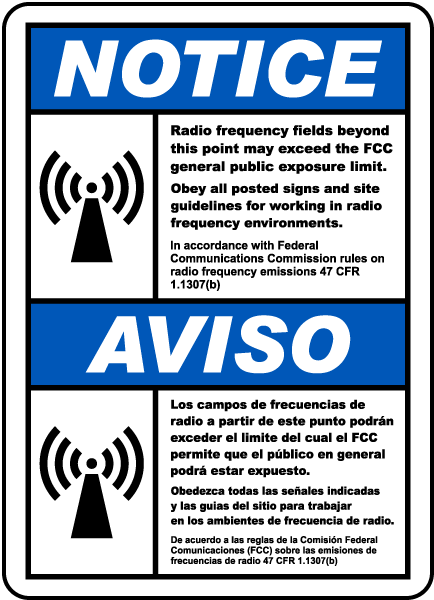 NOTICE
Radio frequency fields beyond
this point may exceed the FCC
general public exposure limit.
Obey all posted signs and site
guidelines for working in radio
frequency environments.
In accordance with Federal
Communications Commission rules on
radio frequency emissions 47 CFR
1.1307(b)
AVISO
Los campos de frecuencias de
radio a partir de este punto podrán
exceder el limite del cual el FCC
permite que el público en general
podrá estar expuesto.
Obedezca todas las señales indicadas
y las guias del sitio para trabajar
en los ambientes de frecuencia de radio.
De acuerdo a las reglas de la Comisión Federal
Comunicaciones (FCC) sobre las emisiones de
frecuencias de radio 47 CFR 1.1307(b)